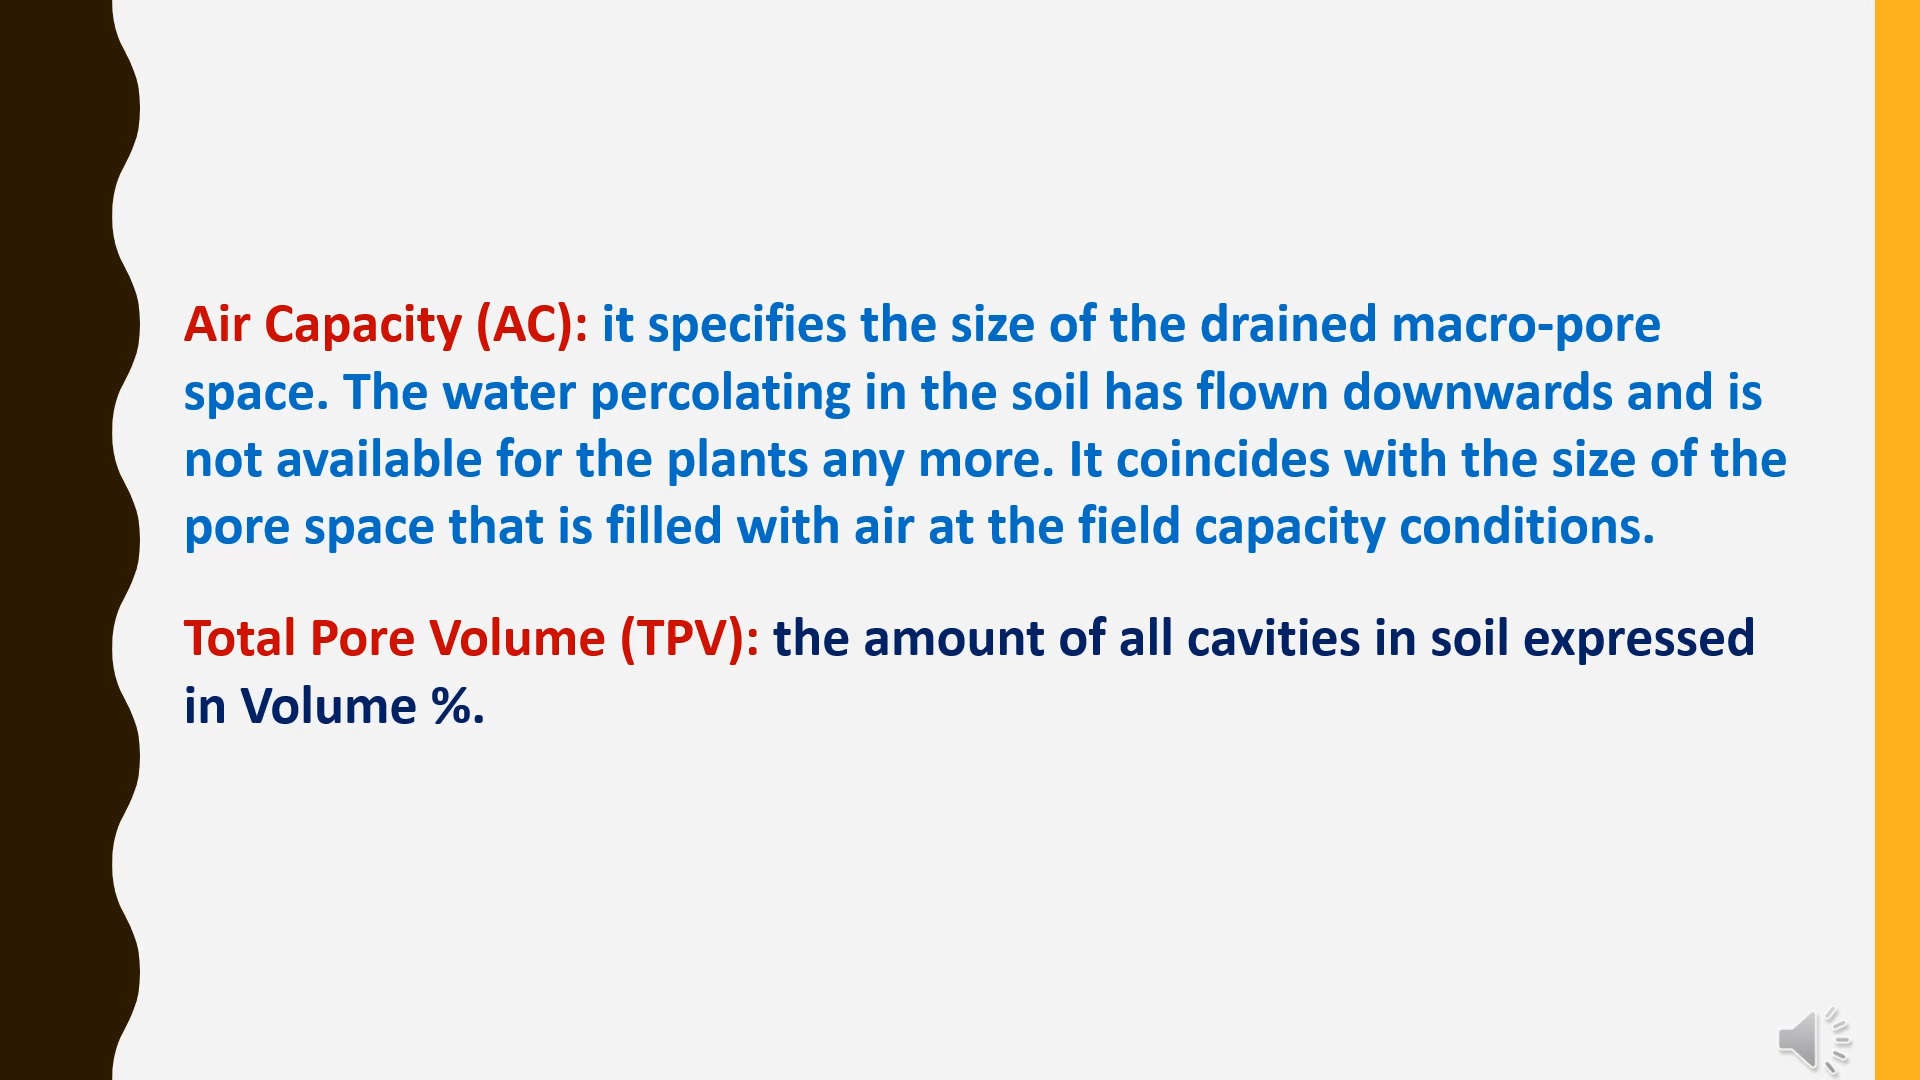 Air Capacity (AC): it specifies the size of the drained macro-pore
space. The water percolating in the soil has flown downwards and is
not available for the plants any more. It coincides with the size of the
pore space that is filled with air at the field capacity conditions.
Total Pore Volume (TPV): the amount of all cavities in soil expressed
in Volume %.